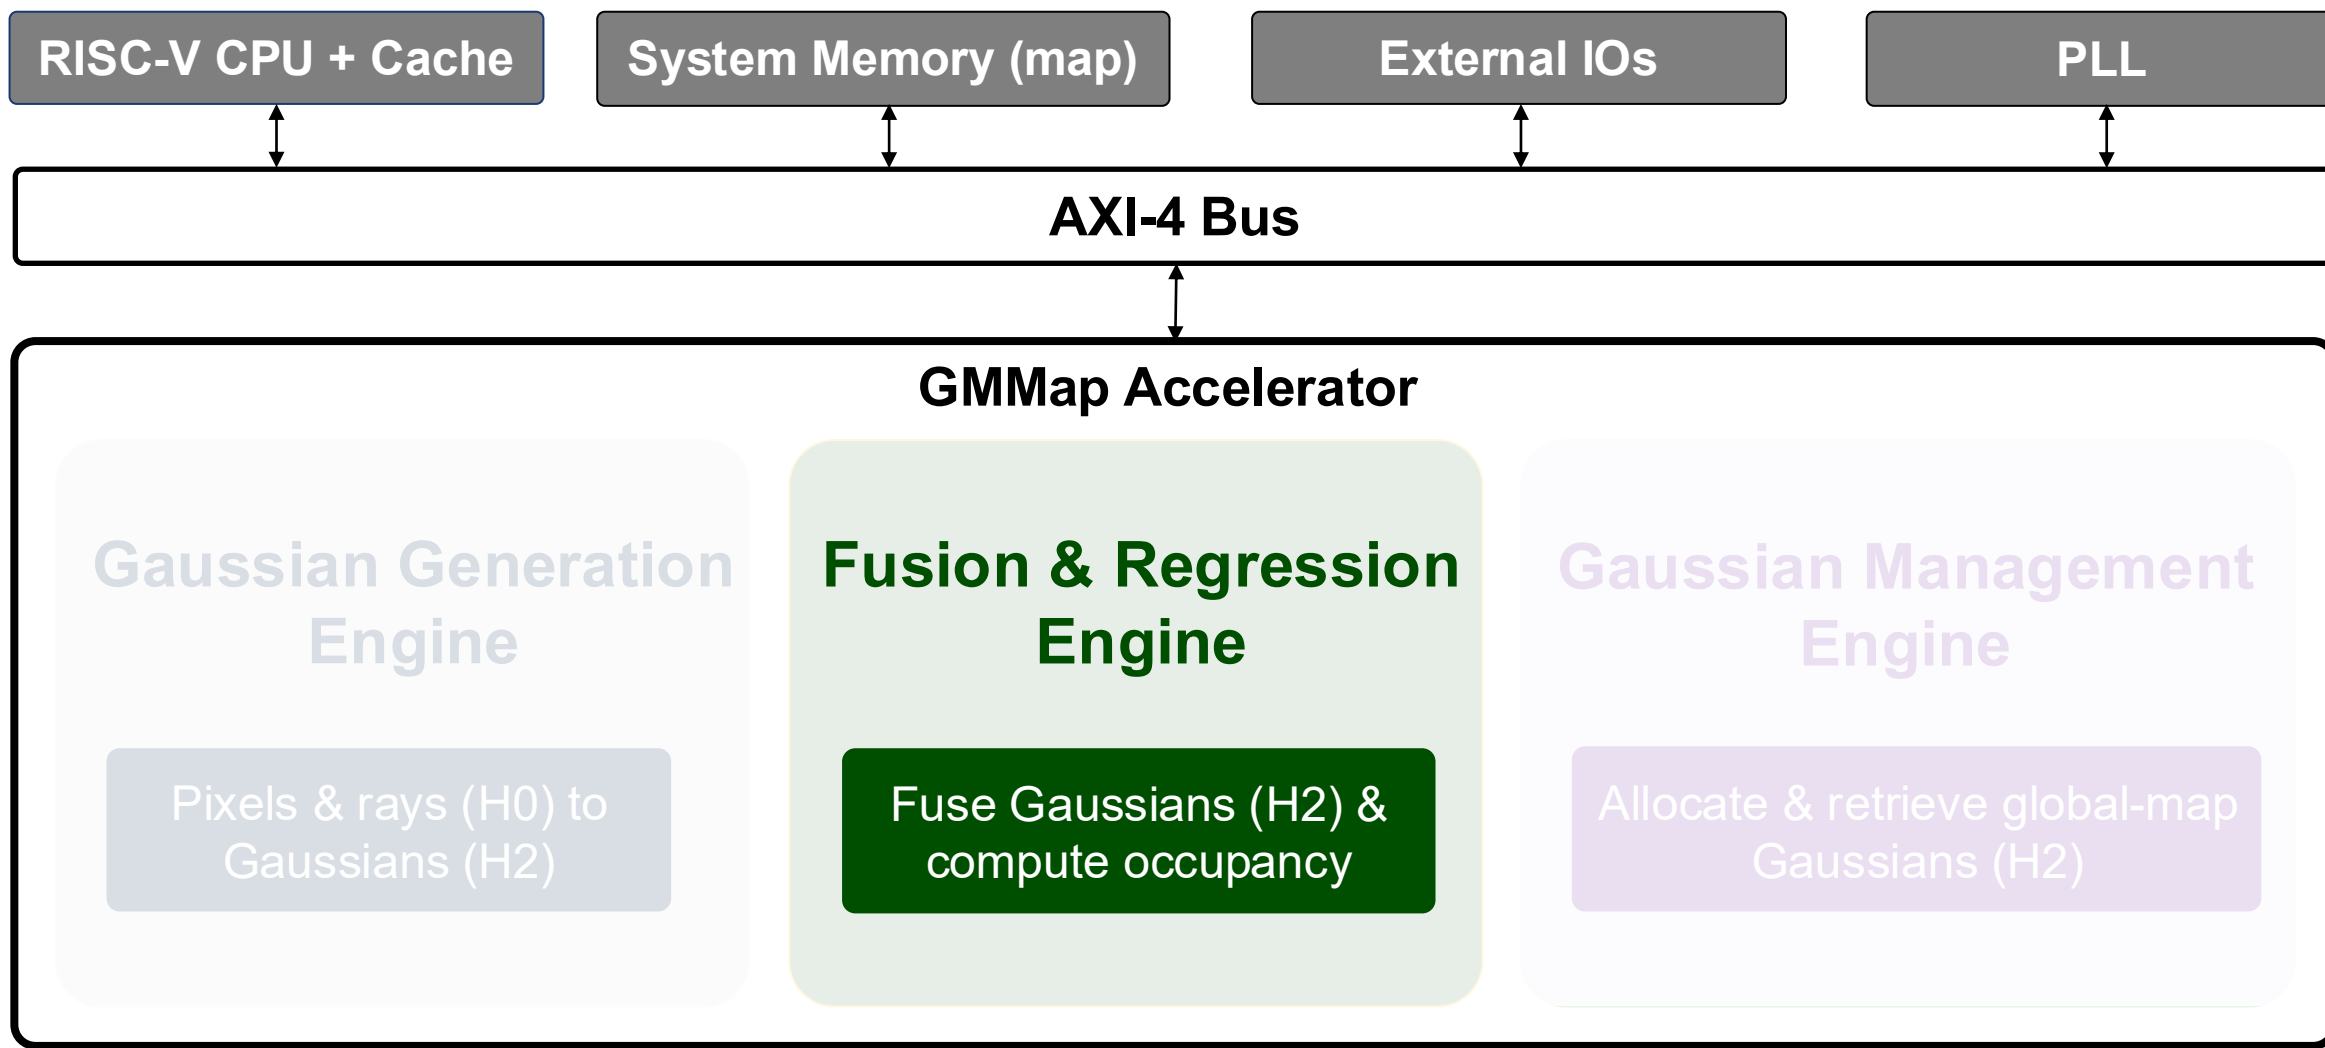 RISC-V CPU + Cache
System Memory (map)
External IOs
PLL
AXI-4 Bus
GMMap Accelerator
Gaussian Generation
Engine
Pixels & rays (H0) to
Gaussians (H2)
Fusion & Regression
Engine
Fuse Gaussians (H2) &
compute occupancy
Gaussian Management
Engine
Allocate & retrieve global-map
Gaussians (H2)